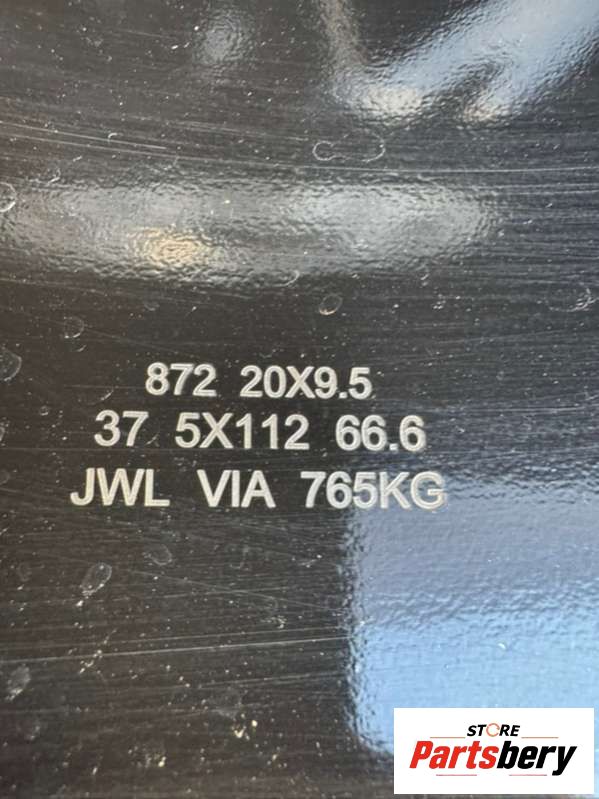 872 20X9.5
37 5X112 66.6
JWL VIA 765KG
STORE
Partsbery